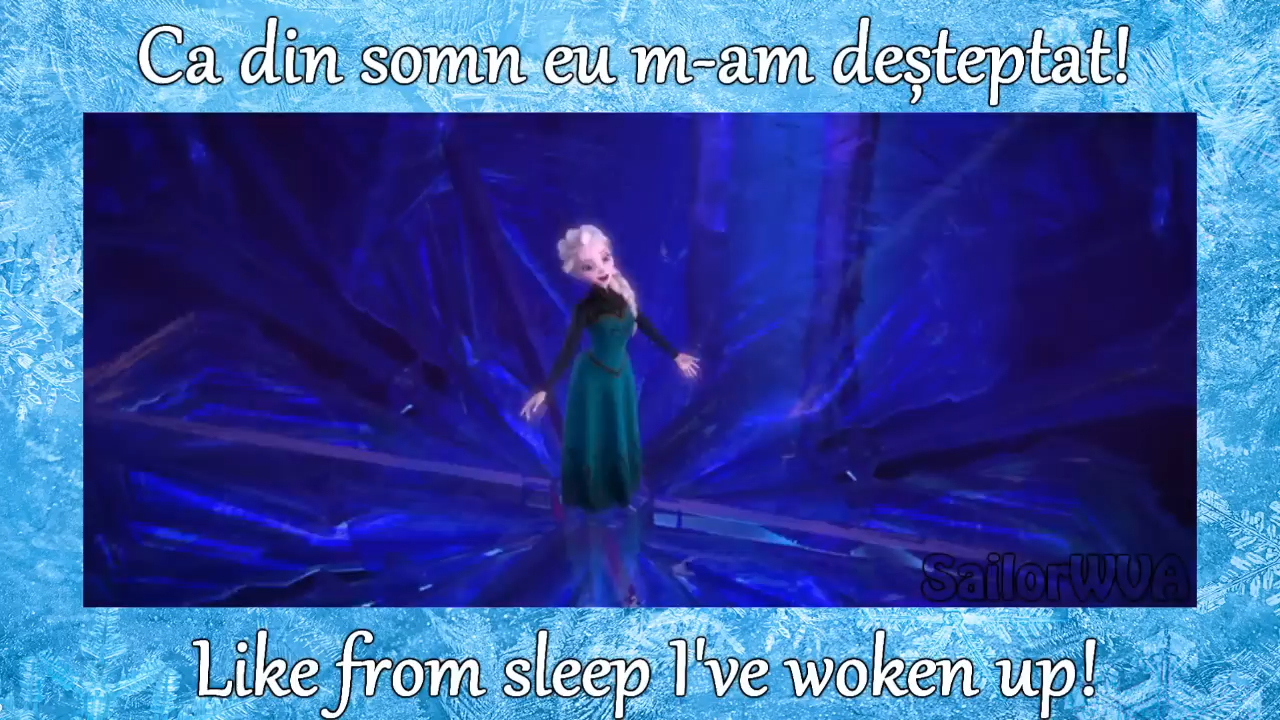 Ca din somn eu m-am deșteptat!
SailorWVA
Like from sleep I've woken up!